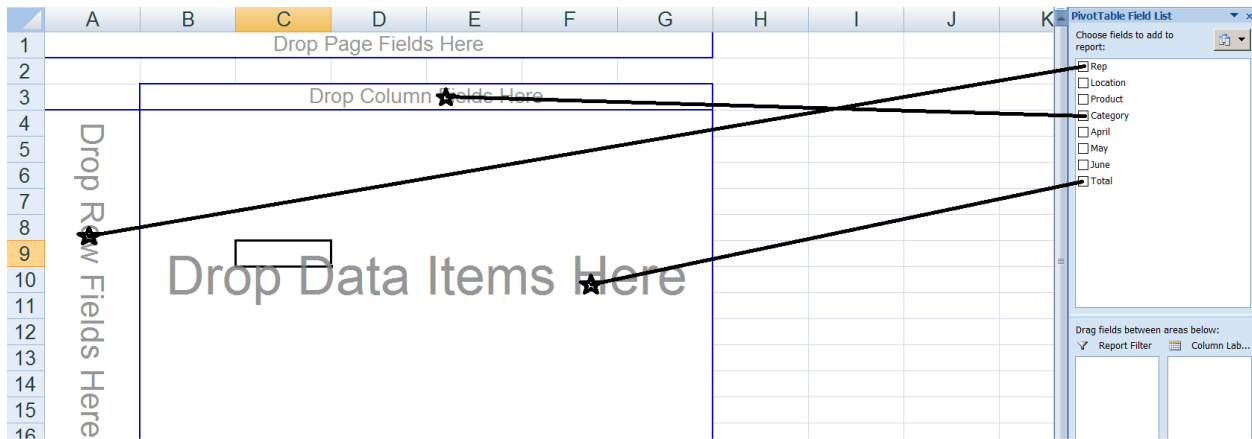 A B C D E F G H I J K
PivotTable Field List
1 Drop Page Fields Here
Choose fields to add to
report:
2
3 Drop Column Fields Here
4
5
6
7
8
9
10
11
12
13
14
15
16
Drop Row Fields Here
Drop Data Items Here
Rep
Location
Product
Category
April
May
June
Total
Drag fields between areas below:
Report Filter Column Lab...